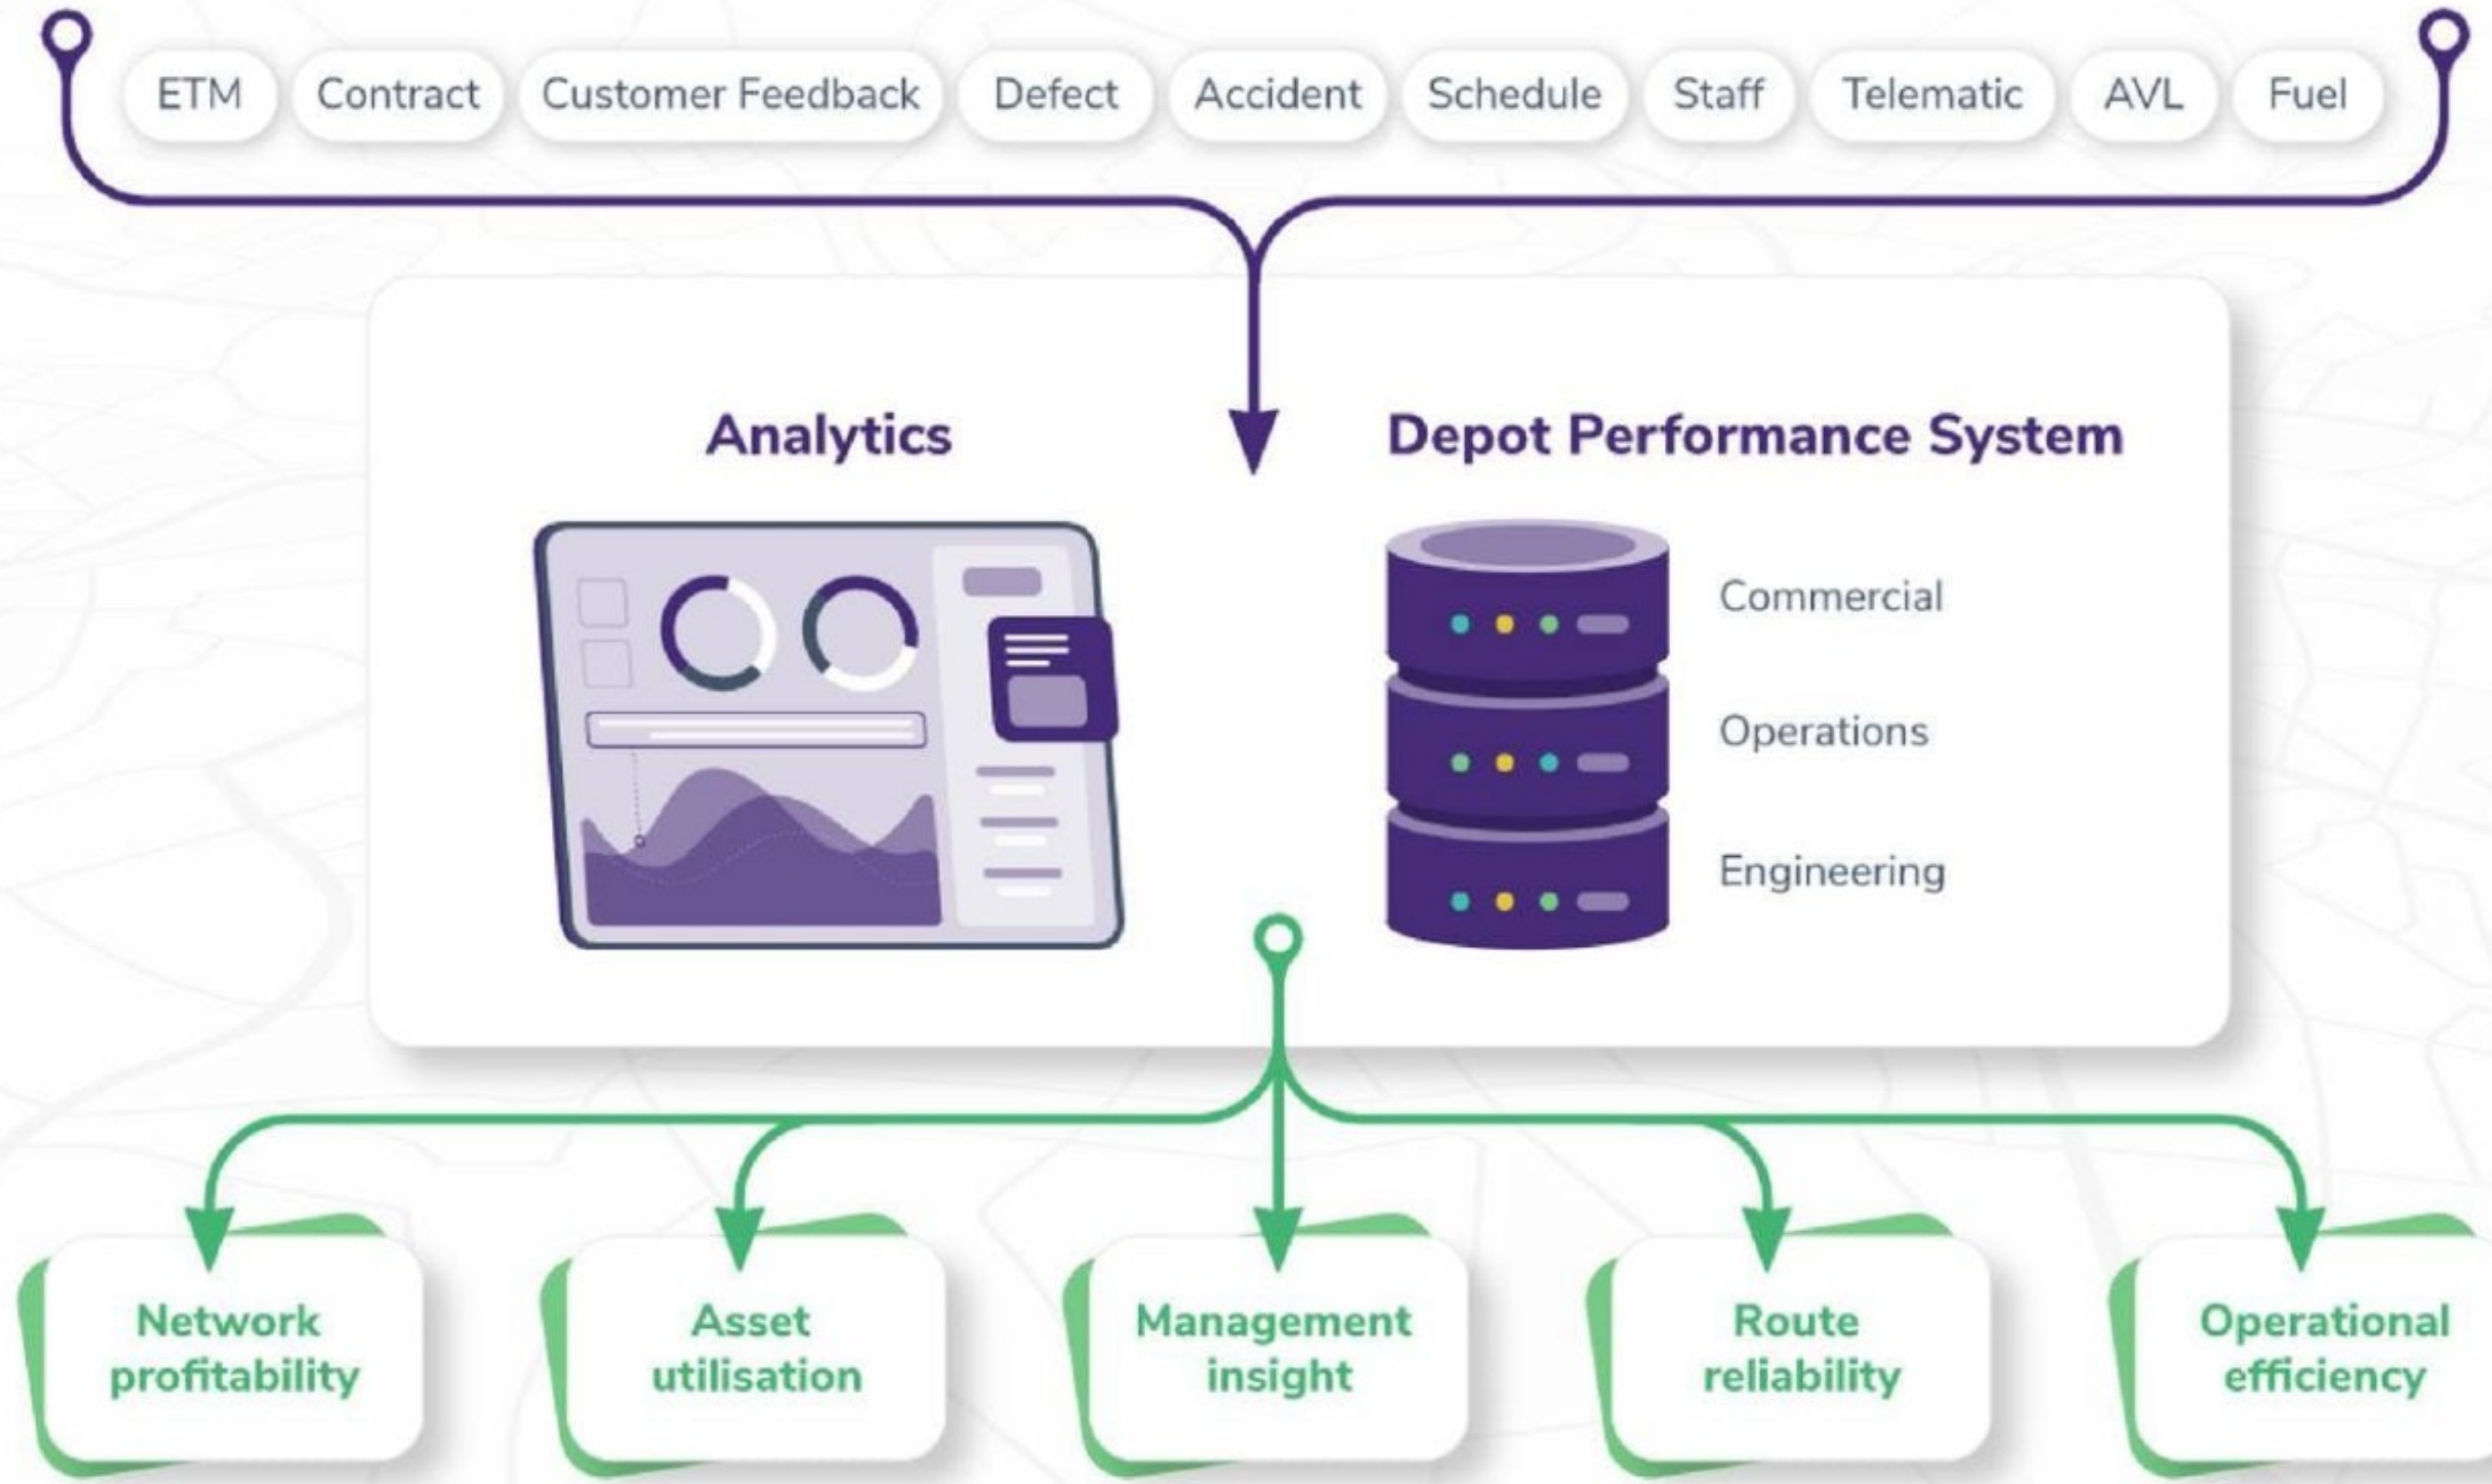 ETM Contract Customer Feedback Defect Accident Schedule Staff Telematic AVL Fuel
Analytics
Depot Performance System
Commercial
Operations
Engineering
Network
profitability
Asset
utilisation
Management
insight
Route
reliability
Operational
efficiency